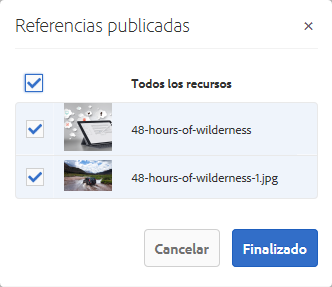 Referencias publicadas
Todos los recursos
48-hours-of-wilderness
48-hours-of-wilderness-1.jpg
Cancelar
Finalizado